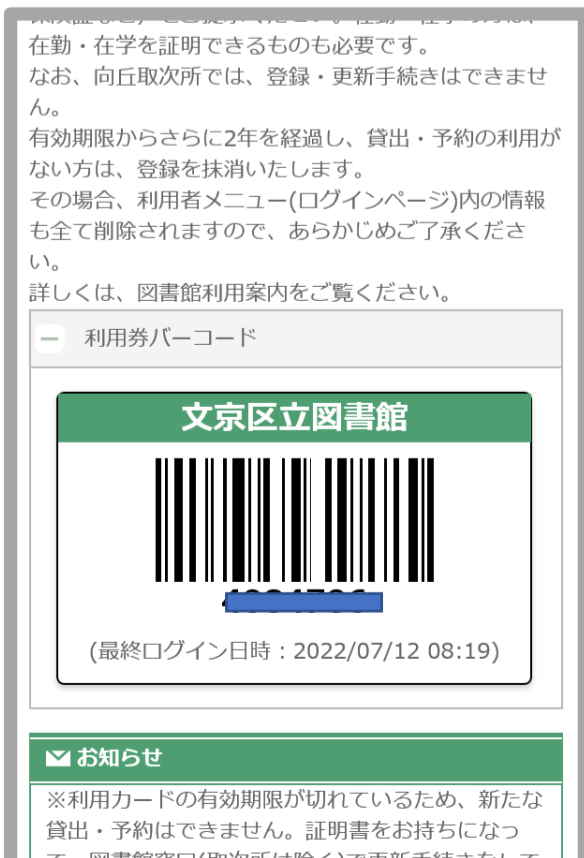 在勤・在学を証明できるものも必要です。
なお、向丘取次所では、登録・更新手続きはできませ
ん。
有効期限からさらに2年を経過し、貸出・予約の利用が
ない方は、登録を抹消いたします。
その場合、利用者メニュー(ログインページ)内の情報
も全て削除されますので、あらかじめご了承くださ
い。
詳しくは、図書館利用案内をご覧ください。
利用券バーコード
文京区立図書館
(最終ログイン日時：2022/07/12 08:19)
お知らせ
※利用カードの有効期限が切れているため、新たな
貸出・予約はできません。証明書をお持ちになっ